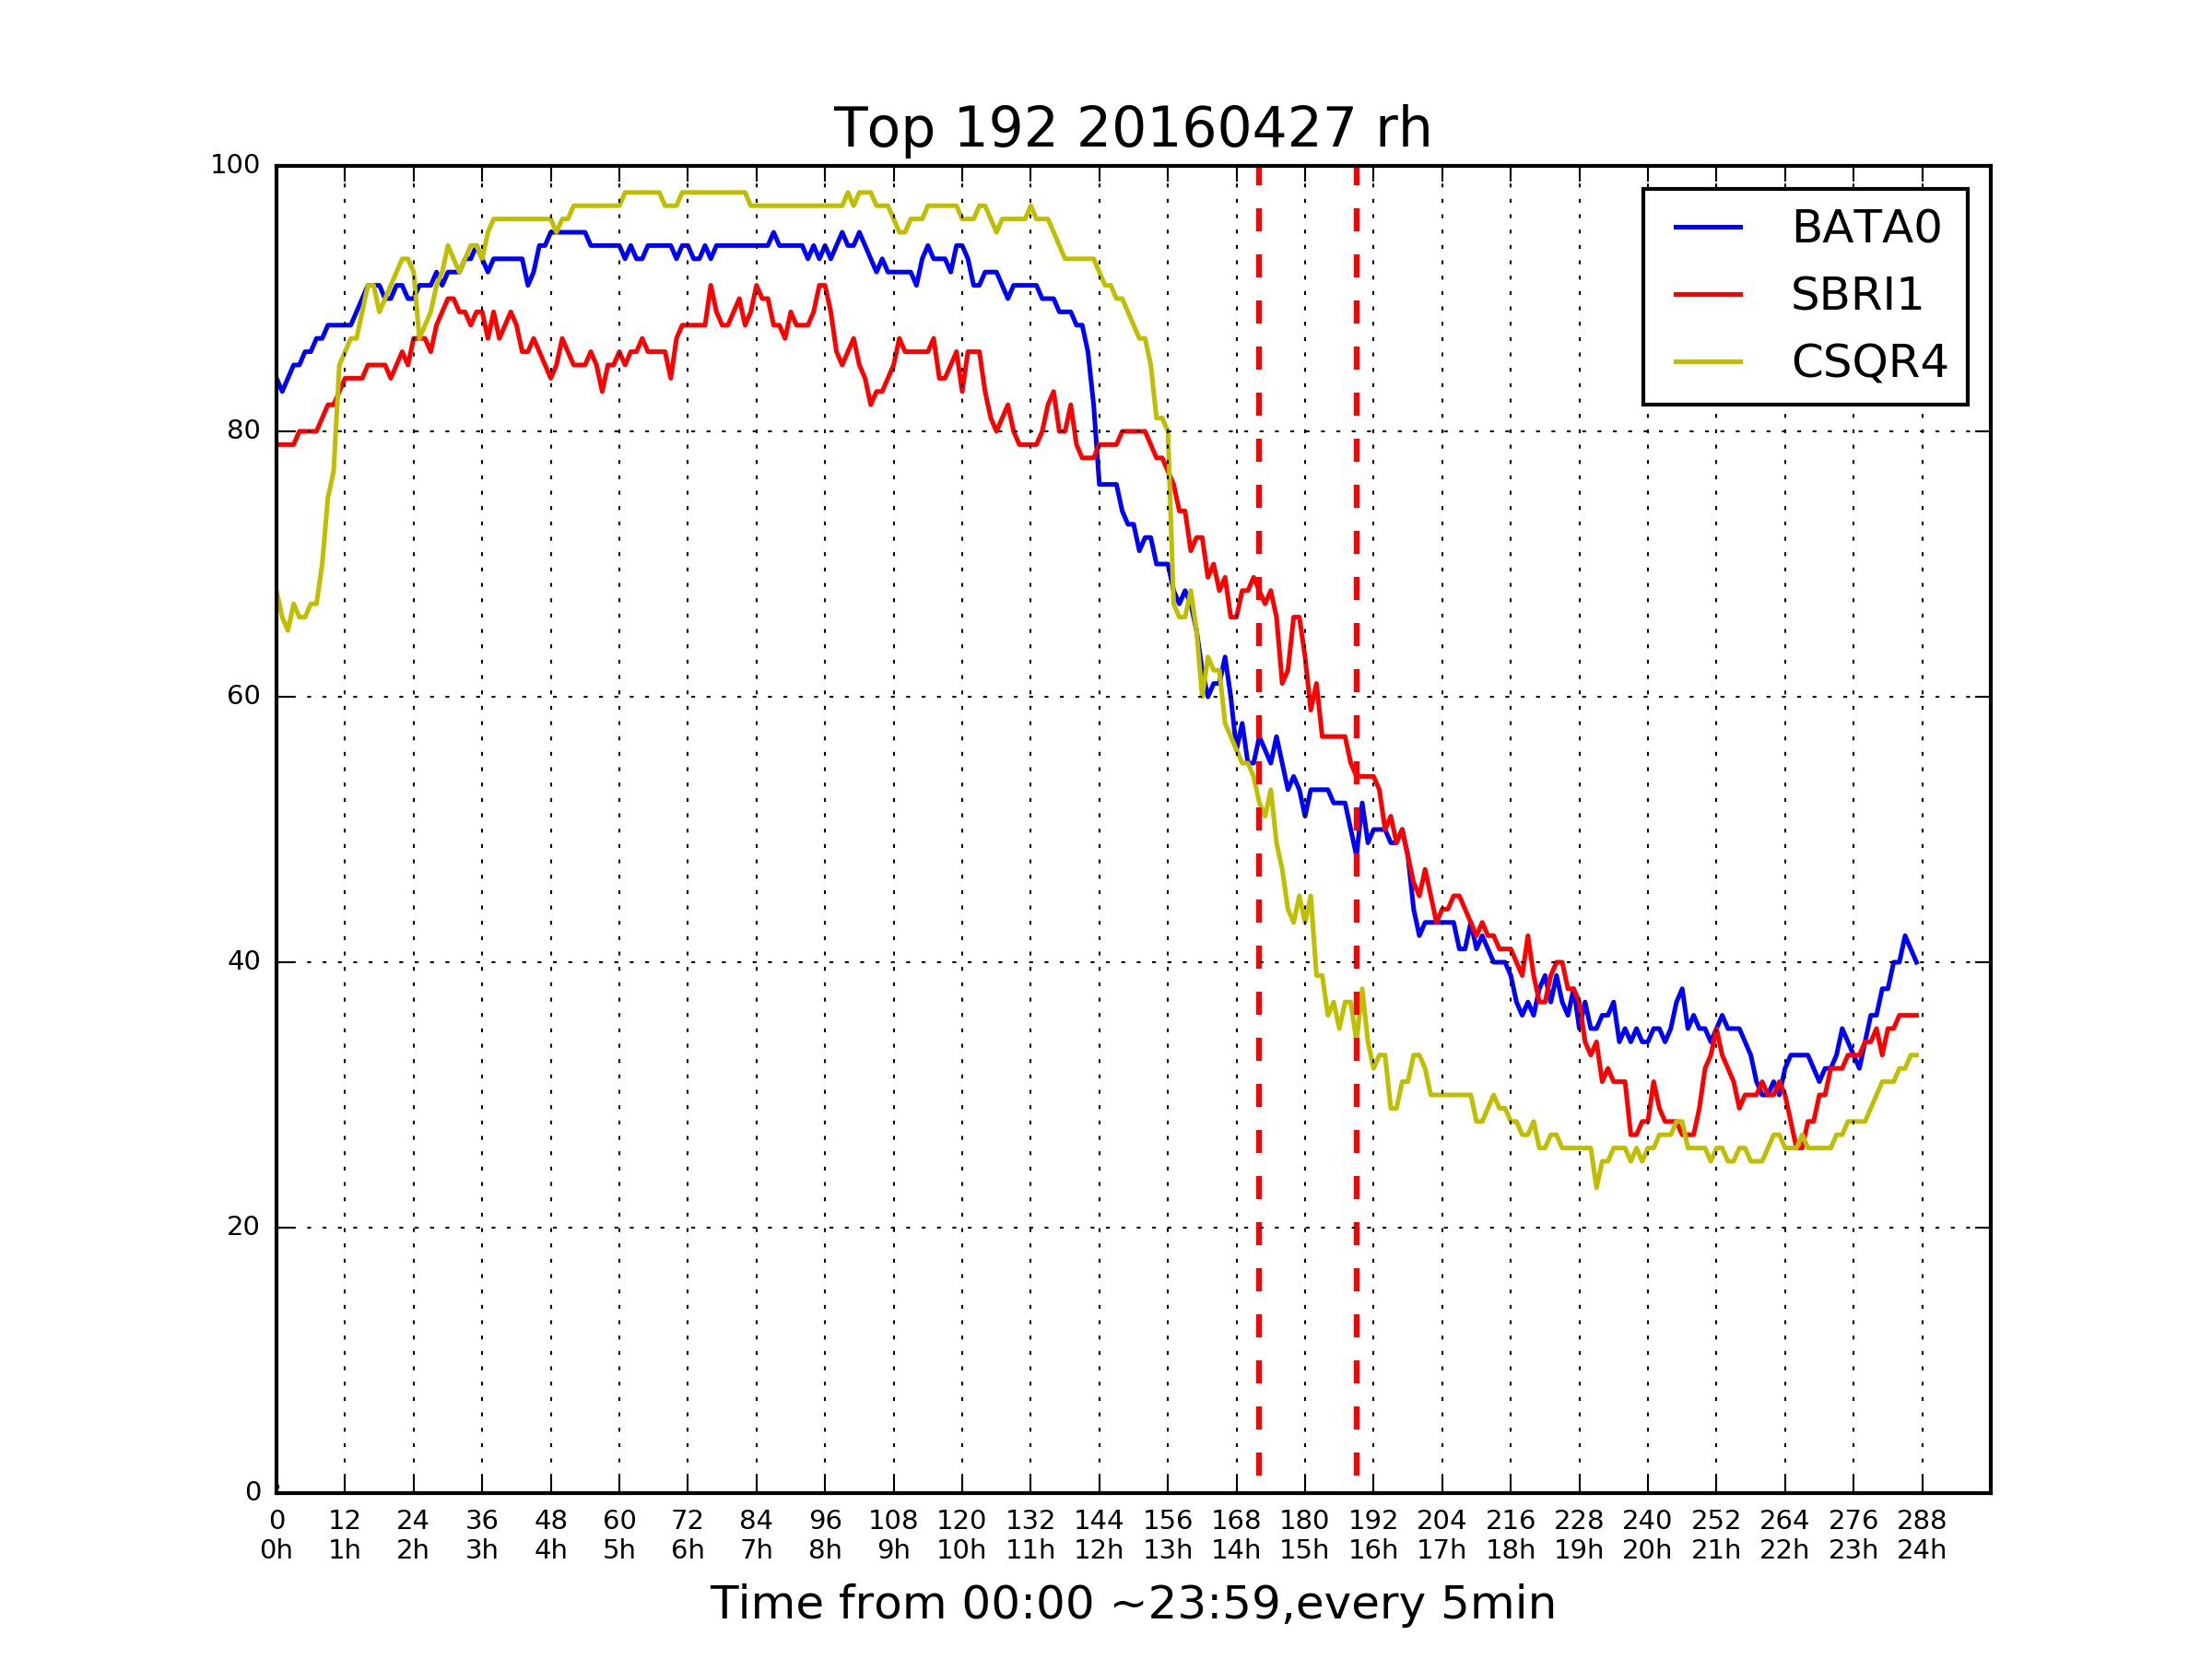 Top 192 20160427 rh
100
80
60
40
20
0
BATA0
SBRI1
CSQR4
0 12 24 36 48 60 72 84 96 108 120 132 144 156 168 180 192 204 216 228 240 252 264 276 288
0h 1h 2h 3h 4h 5h 6h 7h 8h 9h 10h 11h 12h 13h 14h 15h 16h 17h 18h 19h 20h 21h 22h 23h 24h
Time from 00:00 ~23:59,every 5min